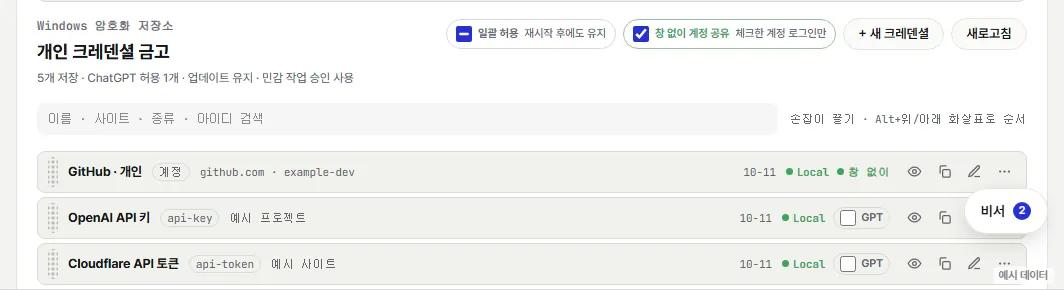 Windows 암호화 저장소
개인 크레덴셜 금고
일괄 허용 재시작 후에도 유지
창 없이 계정 공유 체크한 계정 로그인만
+ 새 크레덴셜
새로고침
5개 저장 · ChatGPT 허용 1개 · 업데이트 유지 · 민감 작업 승인 사용
이름 · 사이트 · 종류 · 아이디 검색
손잡이 끌기 · Alt+위/아래 화살표로 순서
GitHub · 개인 계정 github.com · example-dev 10-11 Local 창 없이
OpenAI API 키 api-key 예시 프로젝트 10-11 Local GPT
비서 2
Cloudflare API 토큰 api-token 예시 사이트 10-11 Local GPT
예시 데이터